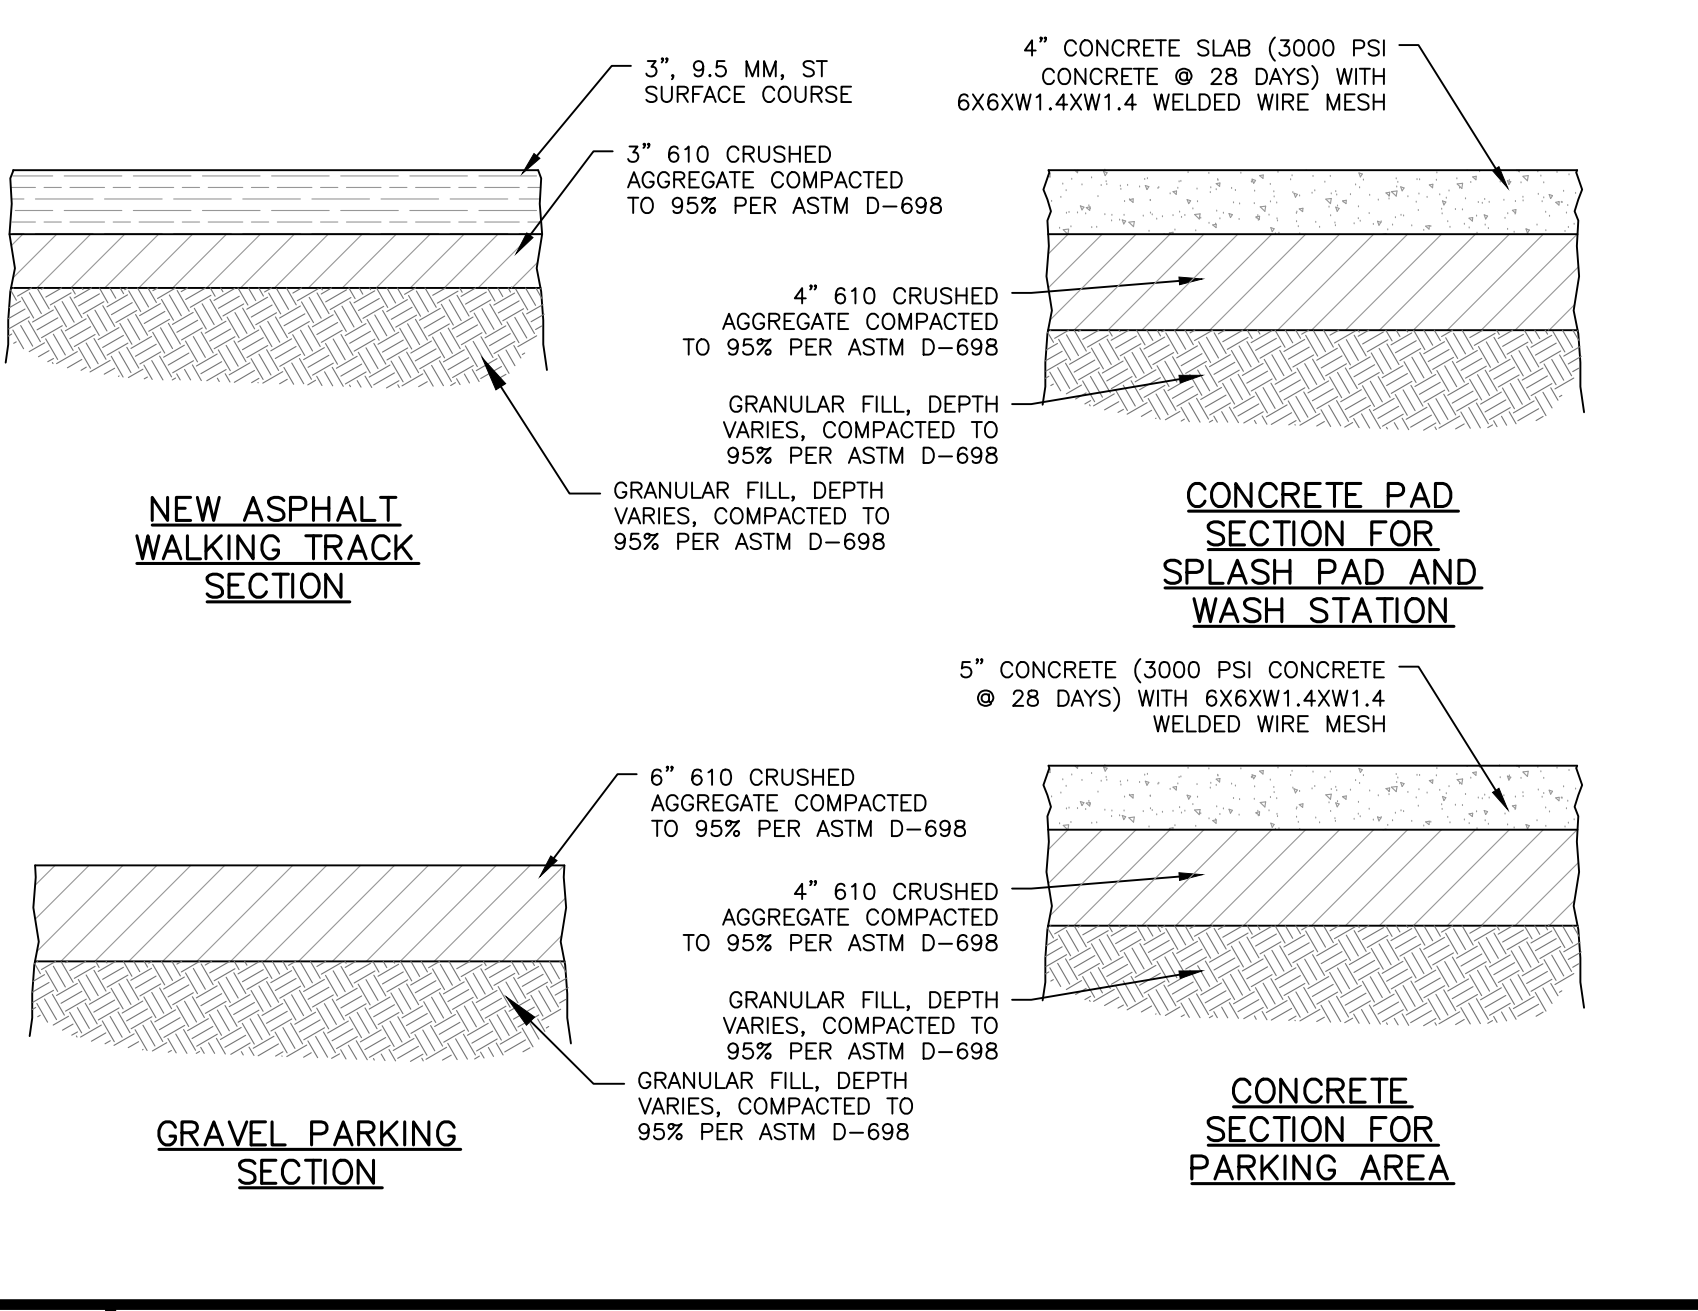 3”, 9.5 MM, ST
SURFACE COURSE
3” 610 CRUSHED
AGGREGATE COMPACTED
TO 95% PER ASTM D-698
GRANULAR FILL, DEPTH
VARIES, COMPACTED TO
95% PER ASTM D-698
NEW ASPHALT
WALKING TRACK
SECTION
4” CONCRETE SLAB (3000 PSI
CONCRETE @ 28 DAYS) WITH
6X6XW1.4XW1.4 WELDED WIRE MESH
4” 610 CRUSHED
AGGREGATE COMPACTED
TO 95% PER ASTM D-698
GRANULAR FILL, DEPTH
VARIES, COMPACTED TO
95% PER ASTM D-698
CONCRETE PAD
SECTION FOR
SPLASH PAD AND
WASH STATION
6” 610 CRUSHED
AGGREGATE COMPACTED
TO 95% PER ASTM D-698
GRANULAR FILL, DEPTH
VARIES, COMPACTED TO
95% PER ASTM D-698
GRAVEL PARKING
SECTION
5” CONCRETE (3000 PSI CONCRETE
@ 28 DAYS) WITH 6X6XW1.4XW1.4
WELDED WIRE MESH
4” 610 CRUSHED
AGGREGATE COMPACTED
TO 95% PER ASTM D-698
GRANULAR FILL, DEPTH
VARIES, COMPACTED TO
95% PER ASTM D-698
CONCRETE
SECTION FOR
PARKING AREA